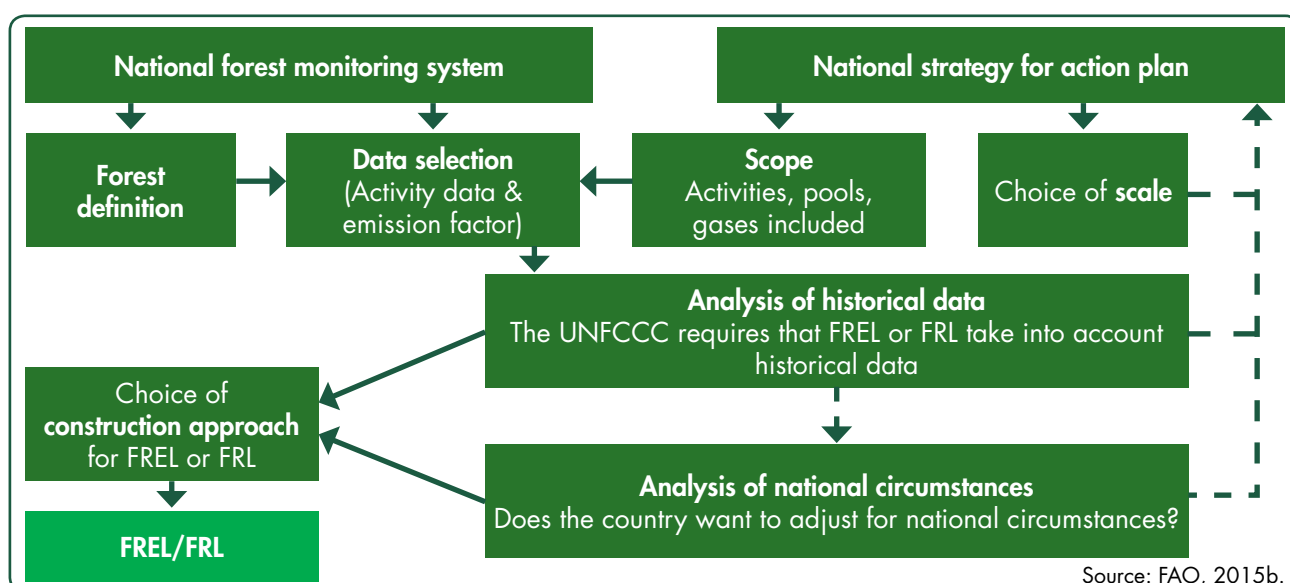 National forest monitoring system
National strategy for action plan
Forest
definition
Data selection
(Activity data &
emission factor)
Scope
Activities, pools,
gases included
Choice of scale
Analysis of historical data
The UNFCCC requires that FREL or FRL take into account
historical data
Choice of
construction approach
for FREL or FRL
Analysis of national circumstances
Does the country want to adjust for national circumstances?
FREL/FRL
Source: FAO, 2015b.